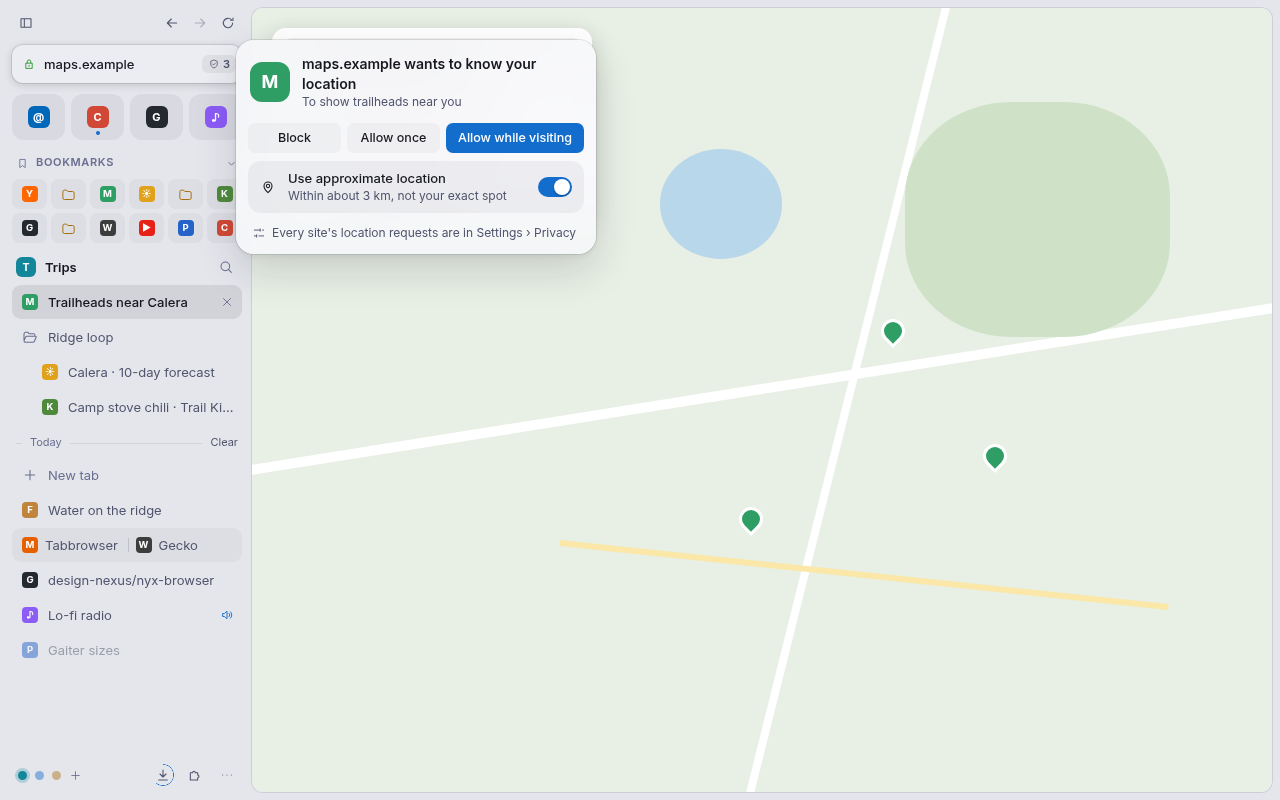 maps.example
3
@
C
G
BOOKMARKS
Y
M
K
G
W
P
C
T
Trips
M
Trailheads near Calera
Ridge loop
Calera · 10-day forecast
K
Camp stove chili · Trail Ki...
Today
Clear
New tab
F
Water on the ridge
M
Tabbrowser
W
Gecko
G
design-nexus/nyx-browser
Lo-fi radio
P
Gaiter sizes
M
maps.example wants to know your
location
To show trailheads near you
Block
Allow once
Allow while visiting
Use approximate location
Within about 3 km, not your exact spot
Every site's location requests are in Settings › Privacy